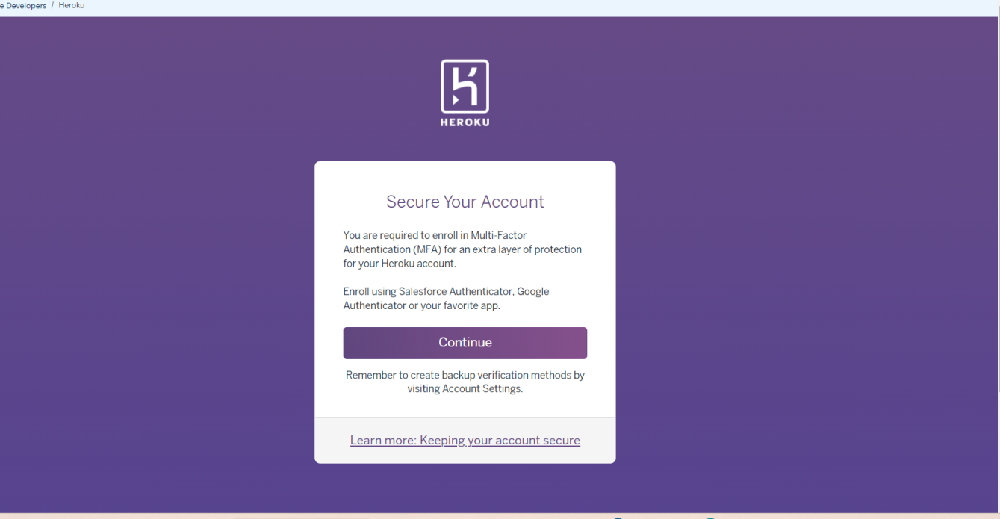 e Developers / Heroku
HEROKU
Secure Your Account
You are required to enroll in Multi-Factor
Authentication (MFA) for an extra layer of protection
for your Heroku account.
Enroll using Salesforce Authenticator, Google
Authenticator or your favorite app.
Continue
Remember to create backup verification methods by
visiting Account Settings.
Learn more: Keeping your account secure